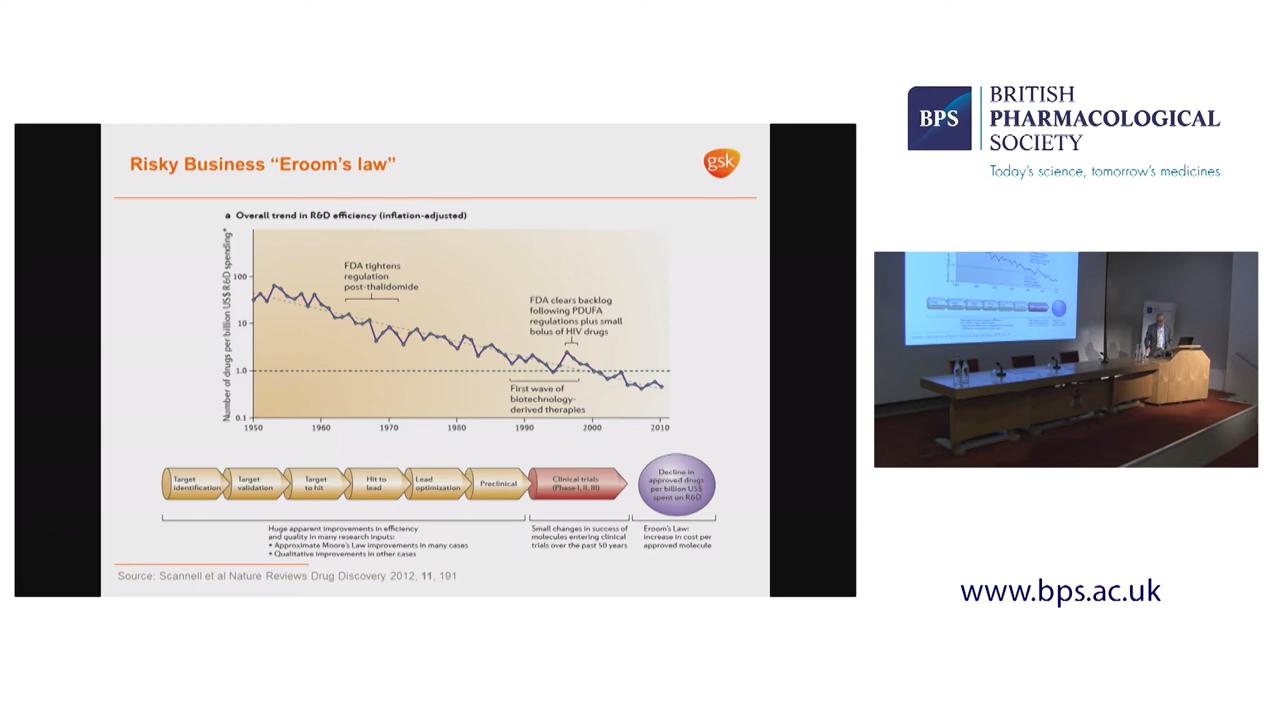 Risky Business “Eroom’s law”
gsk
a Overall trend in R&D efficiency (inflation-adjusted)
Number of drugs per billion US$ R&D spending*
100
10
1.0
0.1
FDA tightens
regulation
post-thalidomide
FDA clears backlog
following PDUFA
regulations plus small
bolus of HIV drugs
First wave of
biotechnology-
derived therapies
1950
1960
1970
1980
1990
2000
2010
Target
identification
Target
validation
Target
to hit
Hit to
lead
Lead
optimization
Preclinical
Clinical trials
(Phase I, II, III)
Decline in
approved drugs
per billion US$
spent on R&D
Huge apparent improvements in efficiency
and quality in many research inputs:
• Approximate Moore's Law improvements in many cases
• Qualitative improvements in other cases
Small changes in success of
molecules entering clinical
trials over the past 50 years
Eroom's Law:
Increase in cost per
approved molecule
Source: Scannell et al Nature Reviews Drug Discovery 2012, 11, 191
BPS
BRITISH
PHARMACOLOGICAL
SOCIETY
Today's science, tomorrow's medicines
www.bps.ac.uk